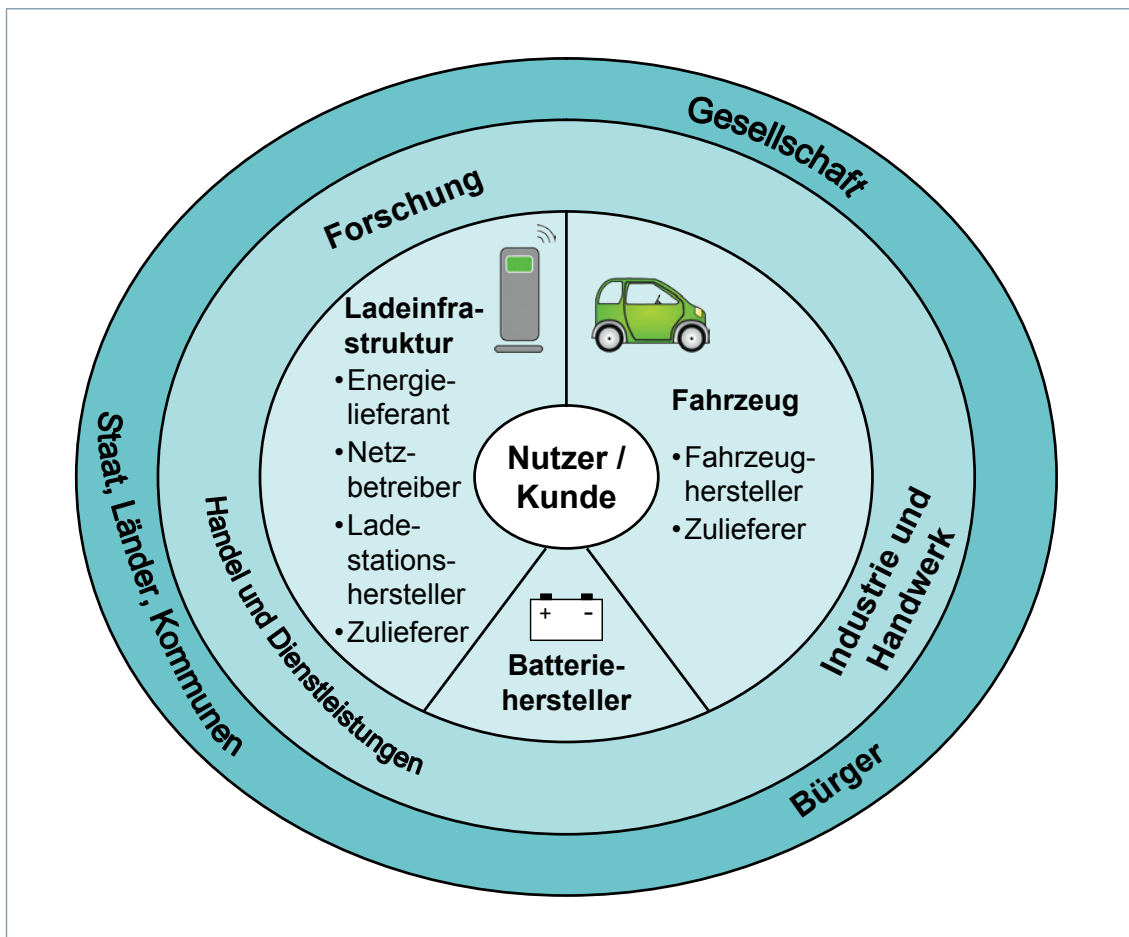 Gesellschaft
Forschung
Ladeinfra-
struktur
•Energie-
lieferant
•Netz-
betreiber
•Lade-
stations-
hersteller
•Zulieferer
Nutzer /
Kunde
Fahrzeug
•Fahrzeug-
hersteller
•Zulieferer
+ -
Batterie-
hersteller
Staat, Länder, Kommunen
Handel und Dienstleistungen
Industrie und
Handwerk
Bürger